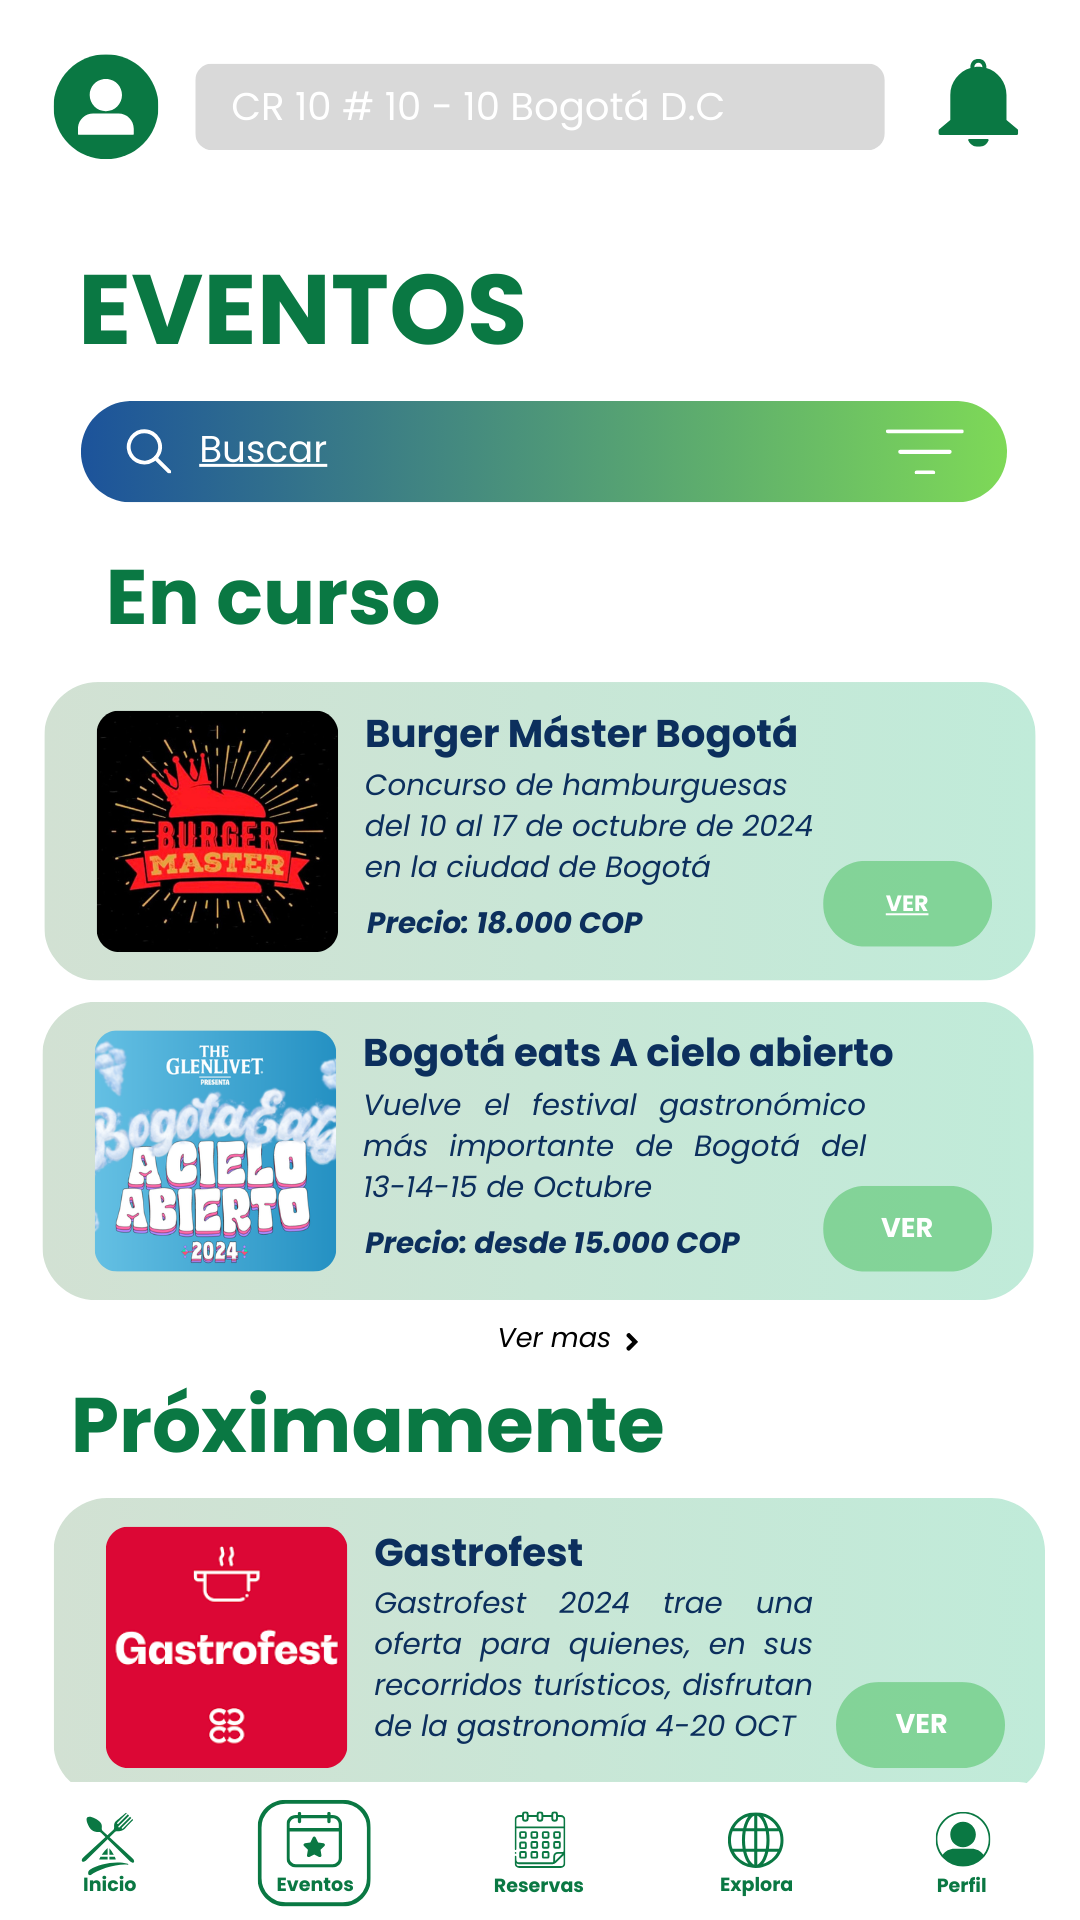 CR 10 # 10 - 10 Bogotá D.C
EVENTOS
Buscar
En curso
BURGER
MASTER
Burger Máster Bogotá
Concurso de hamburguesas
del 10 al 17 de octubre de 2024
en la ciudad de Bogotá
Precio: 18.000 COP
VER
THE
GLENLIVET
PRESENTA
Bogota Eats
A CIELO
ABIERTO
-2024-
Bogotá eats A cielo abierto
Vuelve el festival gastronómico
más importante de Bogotá del
13-14-15 de Octubre
Precio: desde 15.000 COP
VER
Ver mas
Próximamente
Gastrofest
Gastrofest
Gastrofest 2024 trae una
oferta para quienes, en sus
recorridos turísticos, disfrutan
de la gastronomía 4-20 OCT
VER
Inicio
Eventos
Reservas
Explora
Perfil